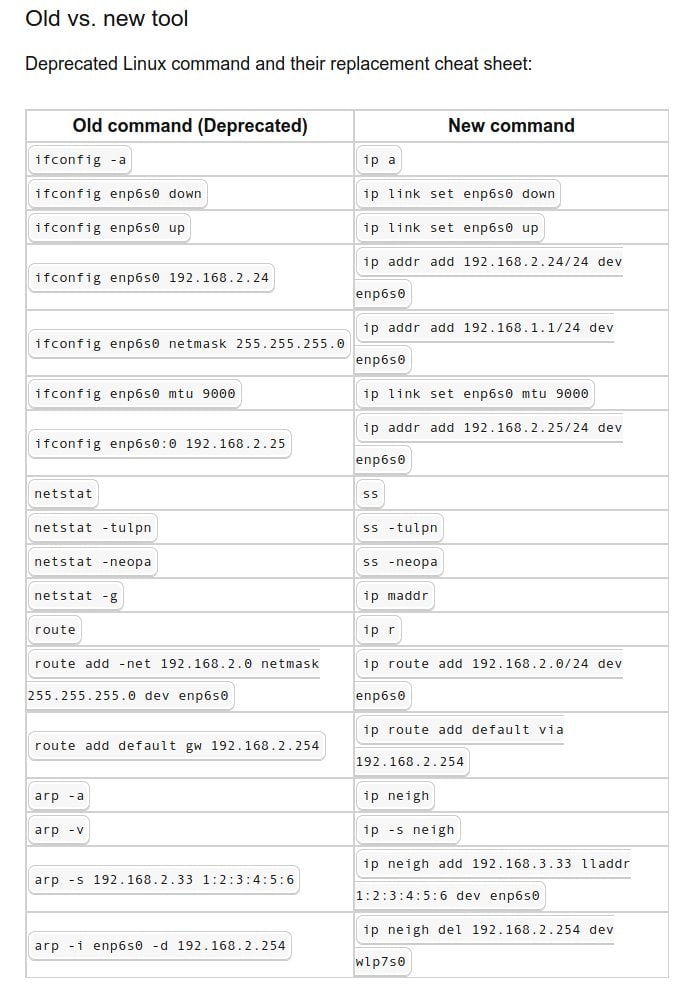 Old vs. new tool
Deprecated Linux command and their replacement cheat sheet:
Old command (Deprecated) New command
ifconfig -a ip a
ifconfig enp6s0 down ip link set enp6s0 down
ifconfig enp6s0 up ip link set enp6s0 up
ifconfig enp6s0 192.168.2.24 ip addr add 192.168.2.24/24 dev
enp6s0
ifconfig enp6s0 netmask 255.255.255.0 ip addr add 192.168.1.1/24 dev
enp6s0
ifconfig enp6s0 mtu 9000 ip link set enp6s0 mtu 9000
ifconfig enp6s0:0 192.168.2.25 ip addr add 192.168.2.25/24 dev
enp6s0
netstat ss
netstat -tulpn ss -tulpn
netstat -neopa ss -neopa
netstat -g ip maddr
route ip r
route add -net 192.168.2.0 netmask ip route add 192.168.2.0/24 dev
255.255.255.0 dev enp6s0 enp6s0
route add default gw 192.168.2.254 ip route add default via
192.168.2.254
arp -a ip neigh
arp -v ip -s neigh
arp -s 192.168.2.33 1:2:3:4:5:6 ip neigh add 192.168.3.33 lladdr
1:2:3:4:5:6 dev enp6s0
arp -i enp6s0 -d 192.168.2.254 ip neigh del 192.168.2.254 dev
wlp7s0